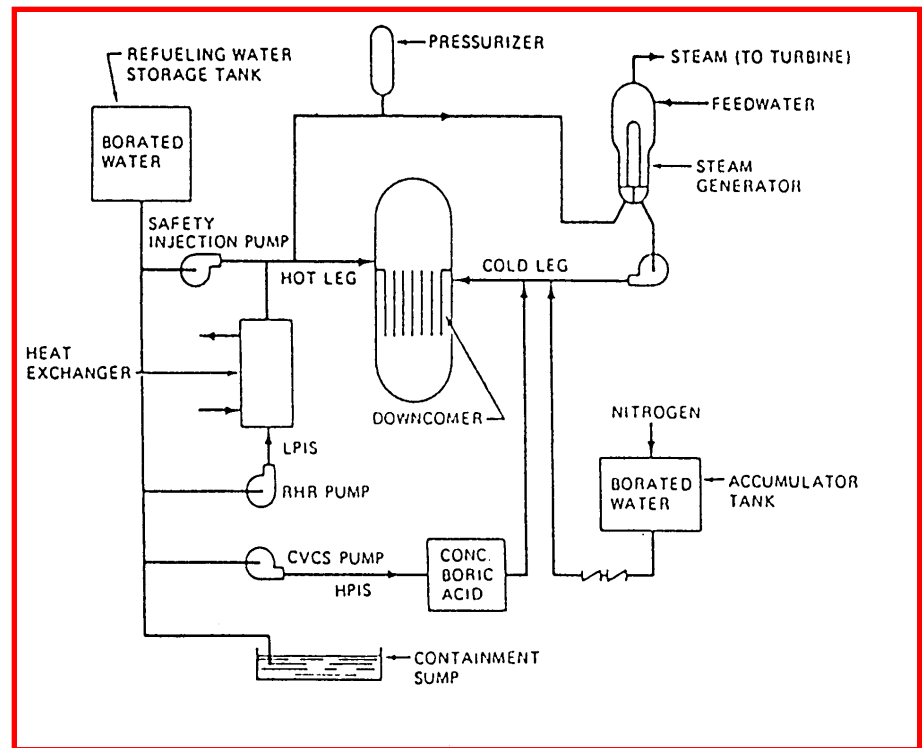 PRESSURIZER
REFUELING WATER
STORAGE TANK
STEAM (TO TURBINE)
FEEDWATER
BORATED
WATER
STEAM
GENERATOR
SAFETY
INJECTION PUMP
HOT LEG
COLD LEG
HEAT
EXCHANGER
DOWNCOMER
NITROGEN
LPIS
BORATED
WATER
ACCUMULATOR
TANK
RHR PUMP
CVCS PUMP
HPIS
CONC.
BORIC
ACID
CONTAINMENT
SUMP